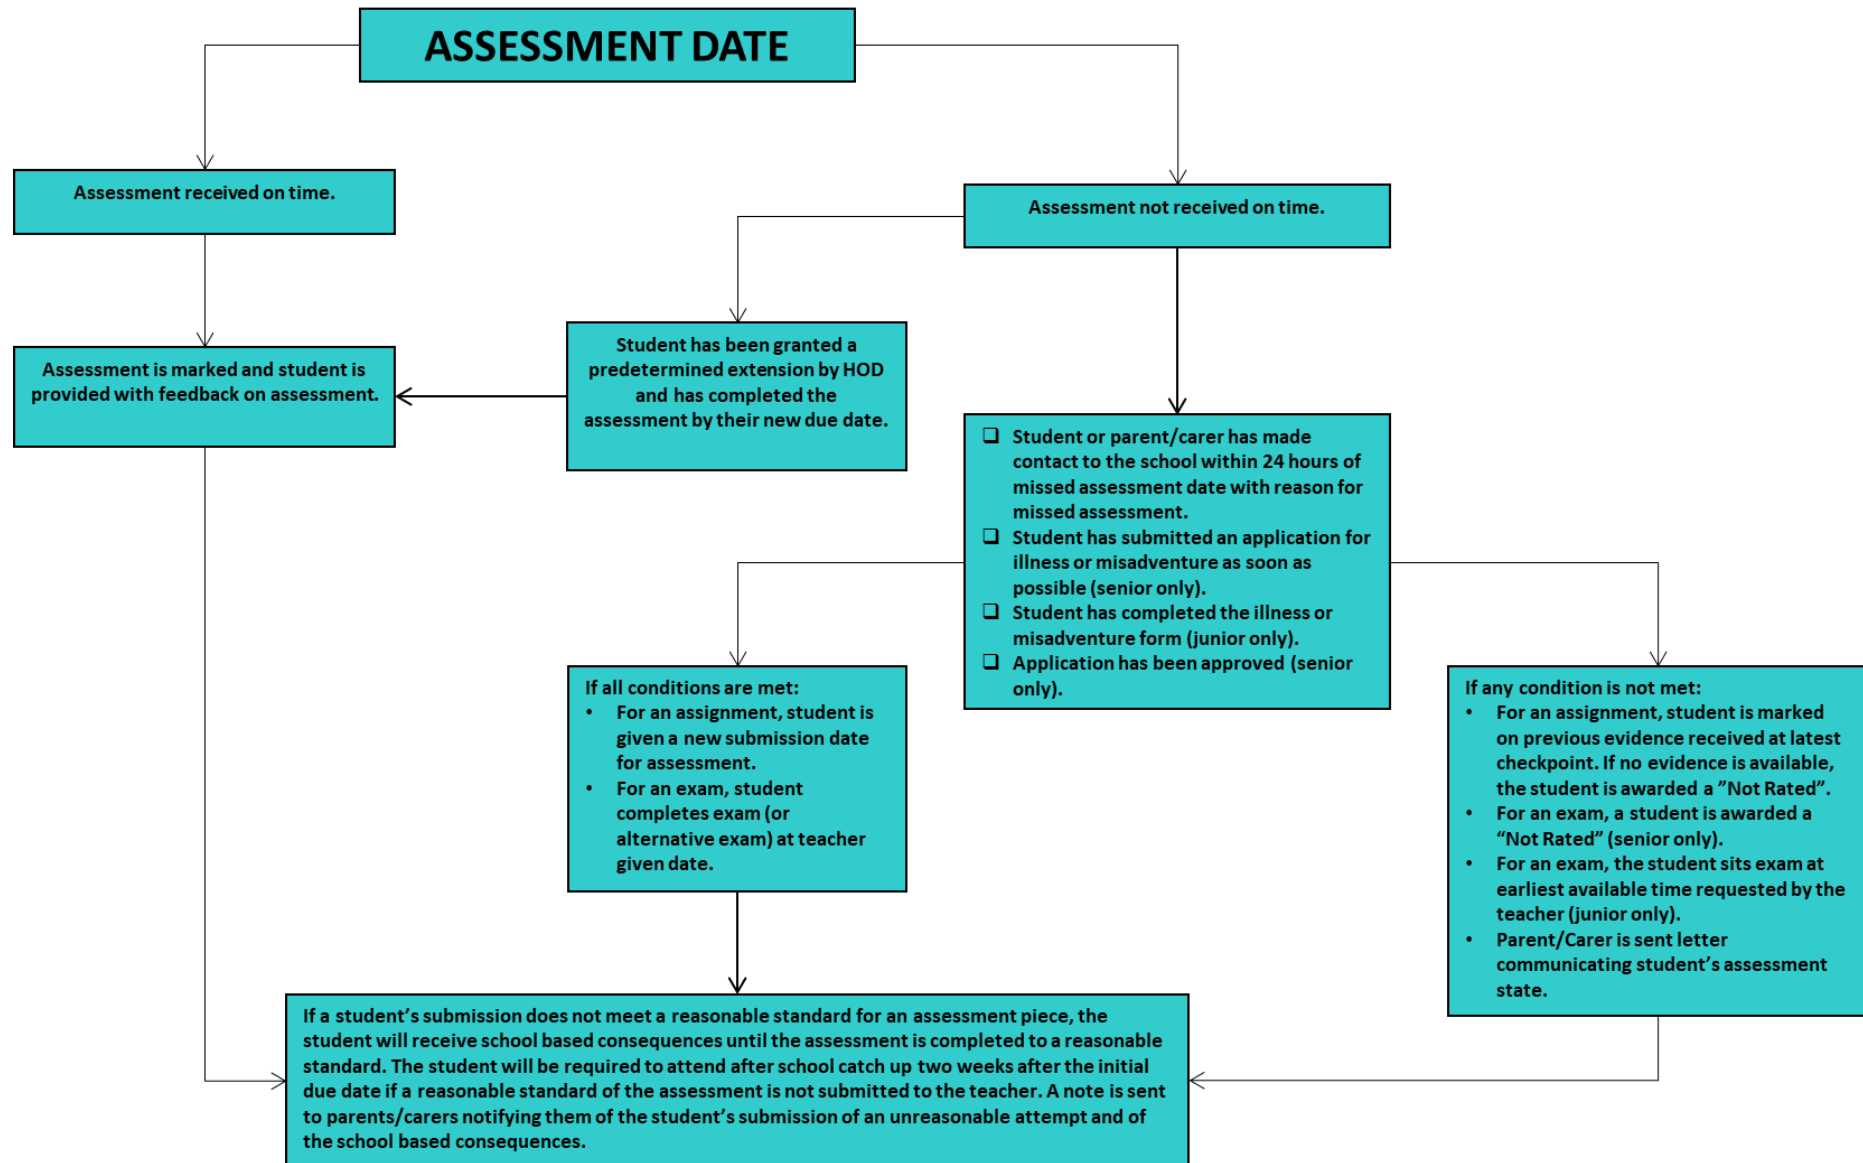 ASSESSMENT DATE
Assessment received on time.
Assessment not received on time.
Assessment is marked and student is
provided with feedback on assessment.
Student has been granted a
predetermined extension by HOD
and has completed the
assessment by their new due date.
❑ Student or parent/carer has made
contact to the school within 24 hours of
missed assessment date with reason for
missed assessment.
❑ Student has submitted an application for
illness or misadventure as soon as
possible (senior only).
❑ Student has completed the illness or
misadventure form (junior only).
❑ Application has been approved (senior
only).
If all conditions are met:
• For an assignment, student is
given a new submission date
for assessment.
• For an exam, student
completes exam (or
alternative exam) at teacher
given date.
If any condition is not met:
• For an assignment, student is marked
on previous evidence received at latest
checkpoint. If no evidence is available,
the student is awarded a ”Not Rated”.
• For an exam, a student is awarded a
“Not Rated” (senior only).
• For an exam, the student sits exam at
earliest available time requested by the
teacher (junior only).
• Parent/Carer is sent letter
communicating student’s assessment
state.
If a student’s submission does not meet a reasonable standard for an assessment piece, the
student will receive school based consequences until the assessment is completed to a reasonable
standard. The student will be required to attend after school catch up two weeks after the initial
due date if a reasonable standard of the assessment is not submitted to the teacher. A note is sent
to parents/carers notifying them of the student’s submission of an unreasonable attempt and of
the school based consequences.